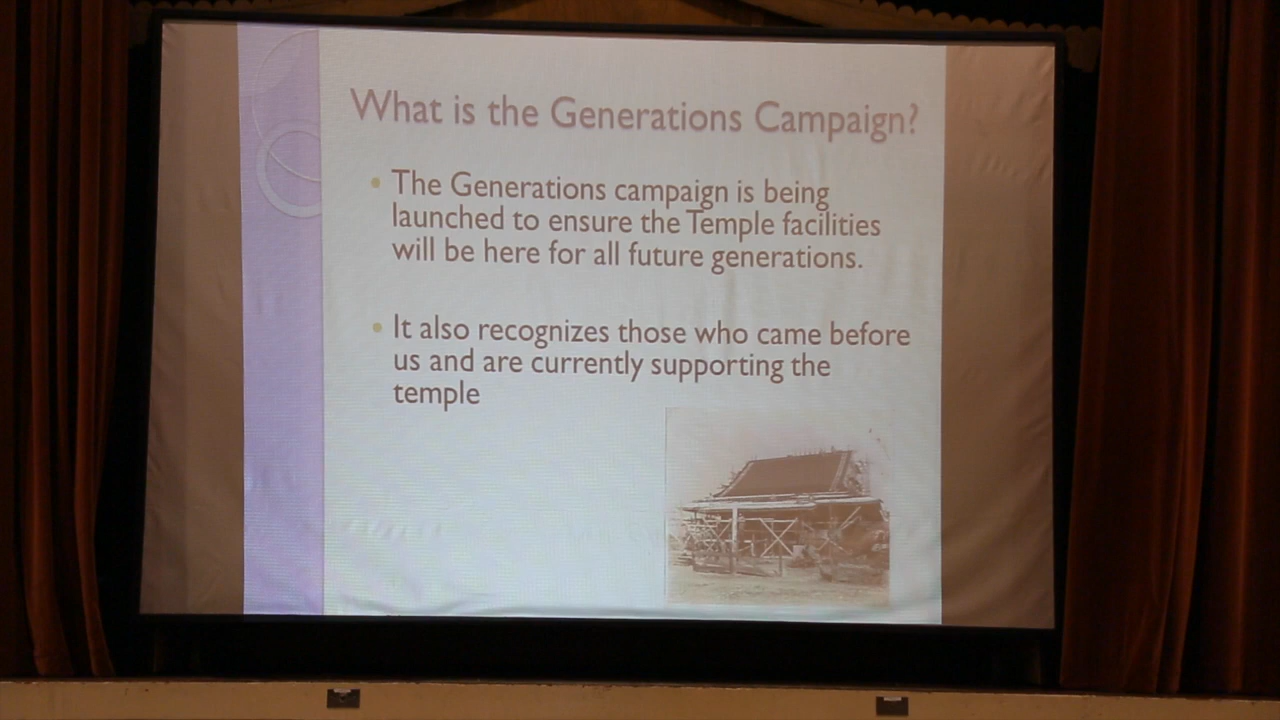 What is the Generations Campaign?
• The Generations campaign is being
launched to ensure the Temple facilities
will be here for all future generations.
• It also recognizes those who came before
us and are currently supporting the
temple